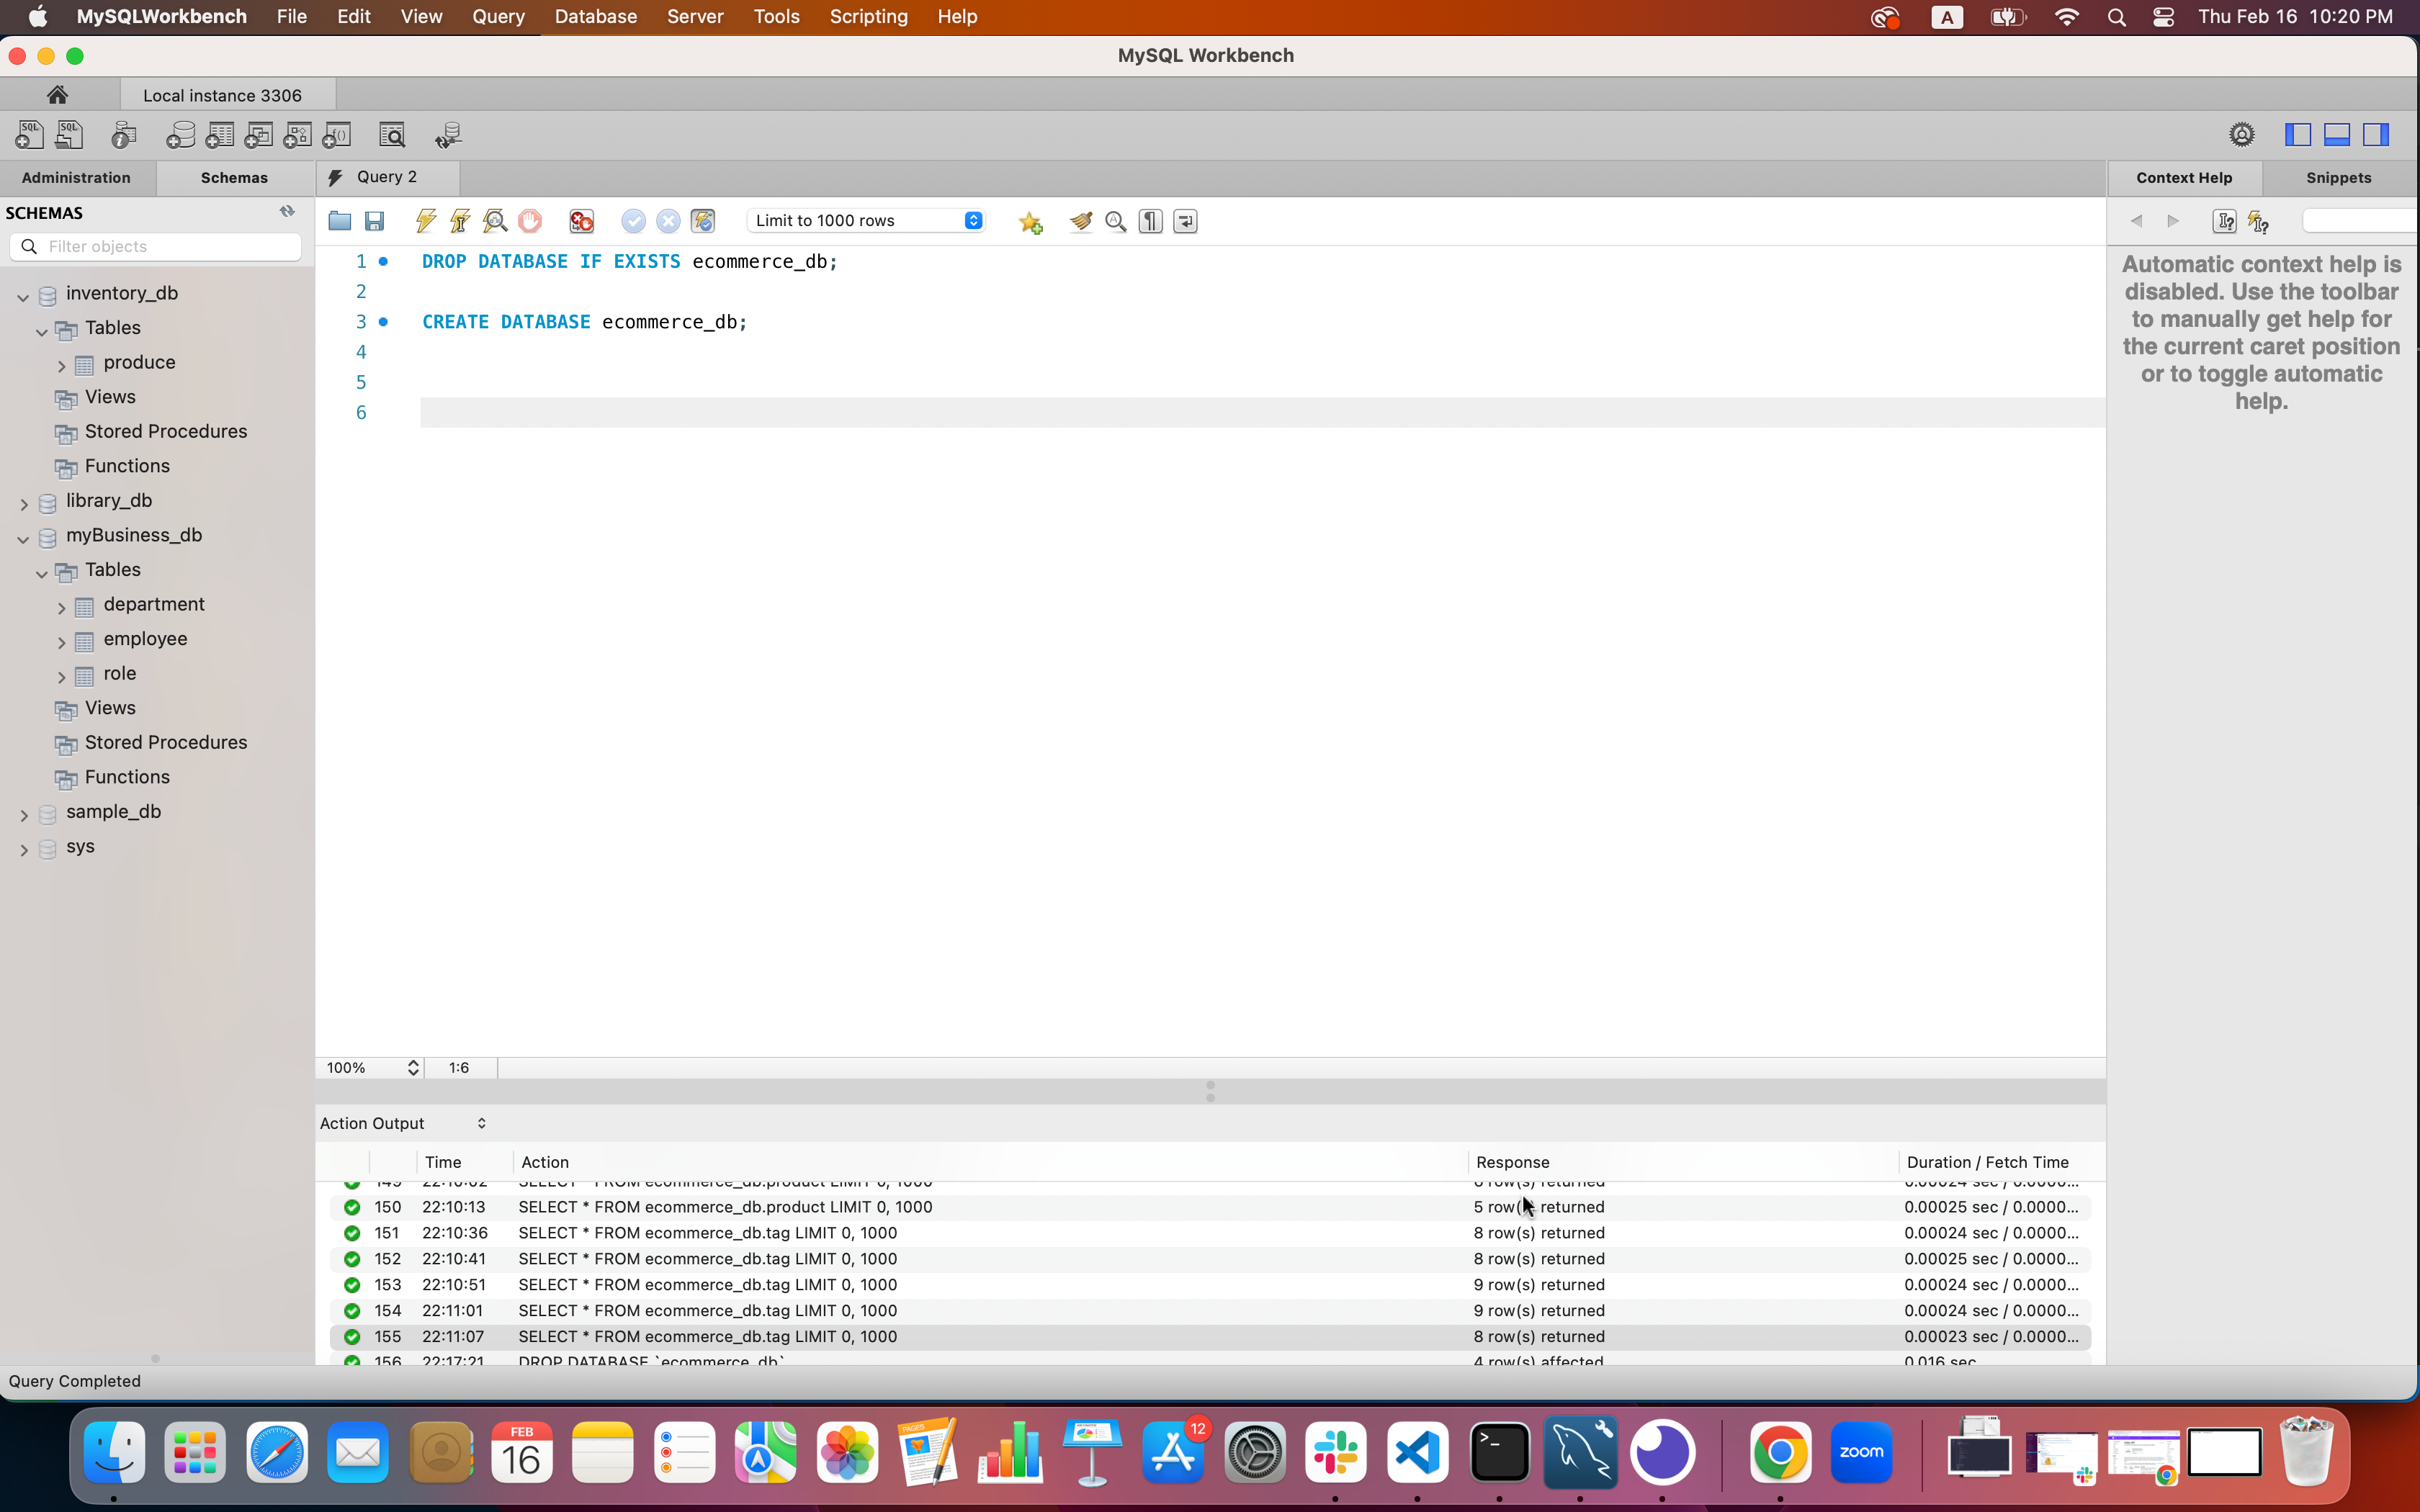 MySQLWorkbench File Edit View Query Database Server Tools Scripting Help A Thu Feb 16 10:20 PM
MySQL Workbench
Local instance 3306
Administration Schemas Query 2 Context Help Snippets
SCHEMAS
Limit to 1000 rows
Filter objects
inventory_db
Tables
produce
Views
Stored Procedures
Functions
library_db
myBusiness_db
Tables
department
employee
role
Views
Stored Procedures
Functions
sample_db
sys
1 DROP DATABASE IF EXISTS ecommerce_db;
2
3 CREATE DATABASE ecommerce_db;
4
5
6
Automatic context help is
disabled. Use the toolbar
to manually get help for
the current caret position
or to toggle automatic
help.
100% 1:6
Action Output
Time Action Response Duration / Fetch Time
150 22:10:13 SELECT * FROM ecommerce_db.product LIMIT 0, 1000 5 row(s) returned 0.00025 sec / 0.0000...
151 22:10:36 SELECT * FROM ecommerce_db.tag LIMIT 0, 1000 8 row(s) returned 0.00024 sec / 0.0000...
152 22:10:41 SELECT * FROM ecommerce_db.tag LIMIT 0, 1000 8 row(s) returned 0.00025 sec / 0.0000...
153 22:10:51 SELECT * FROM ecommerce_db.tag LIMIT 0, 1000 9 row(s) returned 0.00024 sec / 0.0000...
154 22:11:01 SELECT * FROM ecommerce_db.tag LIMIT 0, 1000 9 row(s) returned 0.00024 sec / 0.0000...
155 22:11:07 SELECT * FROM ecommerce_db.tag LIMIT 0, 1000 8 row(s) returned 0.00023 sec / 0.0000...
156 22:17:21 DROP DATABASE `ecommerce_db` 4 row(s) affected 0.016 sec
Query Completed
FEB
16
12
zoom